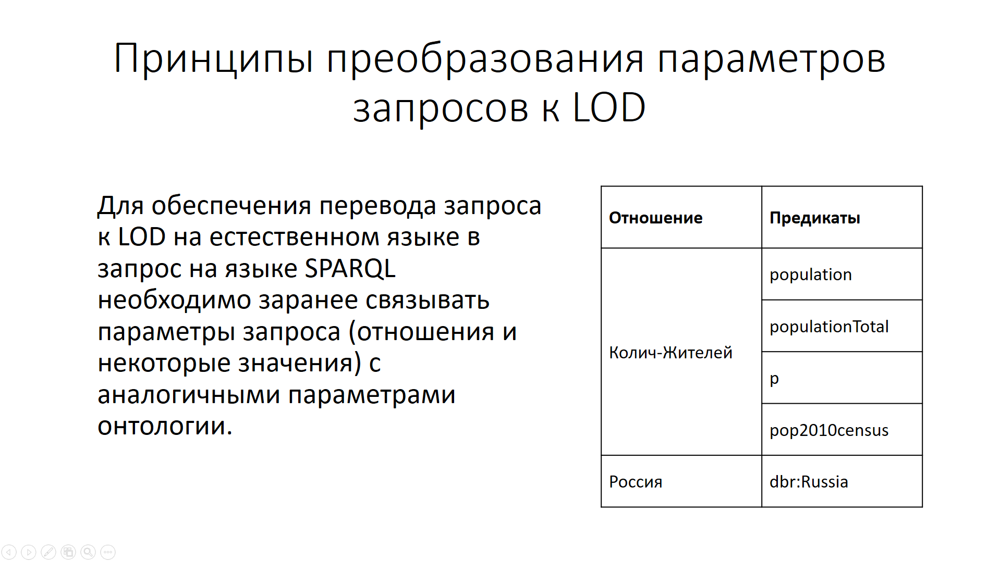 Принципы преобразования параметров
запросов к LOD
Для обеспечения перевода запроса
к LOD на естественном языке в
запрос на языке SPARQL
необходимо заранее связывать
параметры запроса (отношения и
некоторые значения) с
аналогичными параметрами
онтологии.
Отношение
Предикаты
Колич-Жителей
population
populationTotal
p
pop2010census
Россия
dbr:Russia